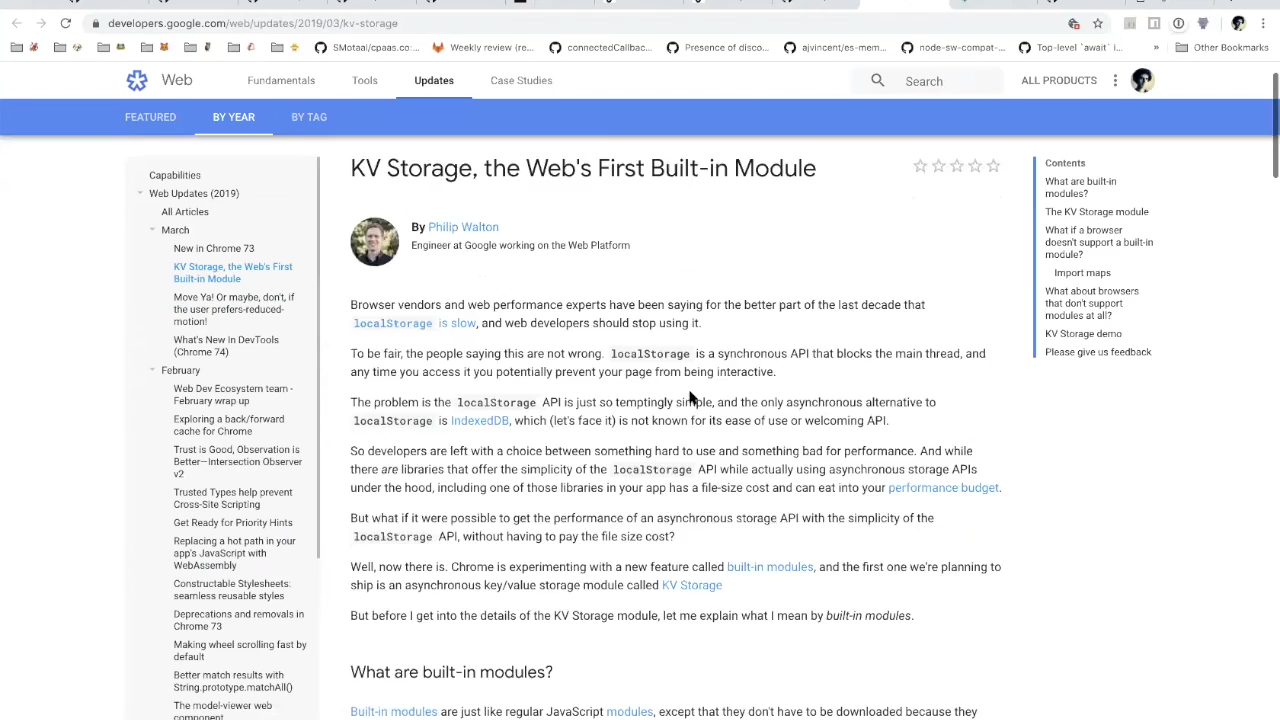 developers.google.com/web/updates/2019/03/kv-storage
SMotaal/cpaas.co:...
Weekly review (re...
connectedCallbac...
Presence of disco...
ajvincent/es-mem...
node-sw-compat-...
Top-level `await` i...
»
Other Bookmarks
Web
Fundamentals
Tools
Updates
Case Studies
Search
ALL PRODUCTS
FEATURED
BY YEAR
BY TAG
Capabilities
Web Updates (2019)
All Articles
March
New in Chrome 73
KV Storage, the Web's First
Built-in Module
Move Ya! Or maybe, don't, if
the user prefers-reduced-
motion!
What's New In DevTools
(Chrome 74)
February
Web Dev Ecosystem team -
February wrap up
Exploring a back/forward
cache for Chrome
Trust is Good, Observation is
Better—Intersection Observer
v2
Trusted Types help prevent
Cross-Site Scripting
Get Ready for Priority Hints
Replacing a hot path in your
app's JavaScript with
WebAssembly
Constructable Stylesheets:
seamless reusable styles
Deprecations and removals in
Chrome 73
Making wheel scrolling fast by
default
Better match results with
String.prototype.matchAll()
The model-viewer web
component
KV Storage, the Web's First Built-in Module
By Philip Walton
Engineer at Google working on the Web Platform
Browser vendors and web performance experts have been saying for the better part of the last decade that
localStorage is slow, and web developers should stop using it.
To be fair, the people saying this are not wrong. localStorage is a synchronous API that blocks the main thread, and
any time you access it you potentially prevent your page from being interactive.
The problem is the localStorage API is just so temptingly simple, and the only asynchronous alternative to
localStorage is IndexedDB, which (let's face it) is not known for its ease of use or welcoming API.
So developers are left with a choice between something hard to use and something bad for performance. And while
there are libraries that offer the simplicity of the localStorage API while actually using asynchronous storage APIs
under the hood, including one of those libraries in your app has a file-size cost and can eat into your performance budget.
But what if it were possible to get the performance of an asynchronous storage API with the simplicity of the
localStorage API, without having to pay the file size cost?
Well, now there is. Chrome is experimenting with a new feature called built-in modules, and the first one we're planning to
ship is an asynchronous key/value storage module called KV Storage
But before I get into the details of the KV Storage module, let me explain what I mean by built-in modules.
What are built-in modules?
Built-in modules are just like regular JavaScript modules, except that they don't have to be downloaded because they
Contents
What are built-in
modules?
The KV Storage module
What if a browser
doesn't support a built-in
module?
Import maps
What about browsers
that don't support
modules at all?
KV Storage demo
Please give us feedback